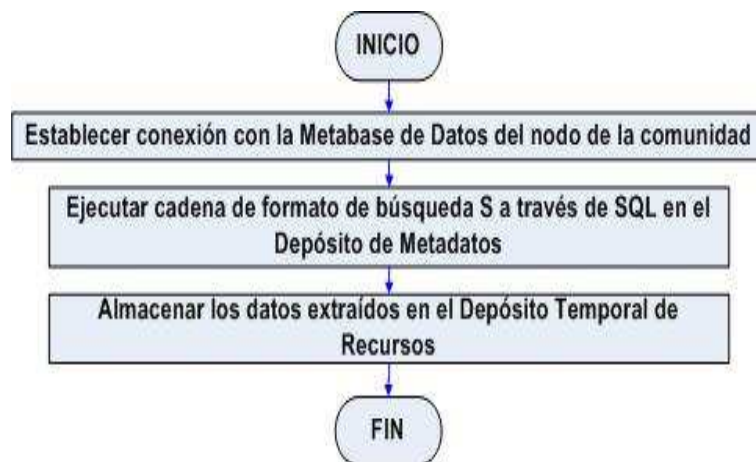 INICIO
Establecer conexión con la Metabase de Datos del nodo de la comunidad
Ejecutar cadena de formato de búsqueda S a través de SQL en el
Depósito de Metadatos
Almacenar los datos extraídos en el Depósito Temporal de
Recursos
FIN